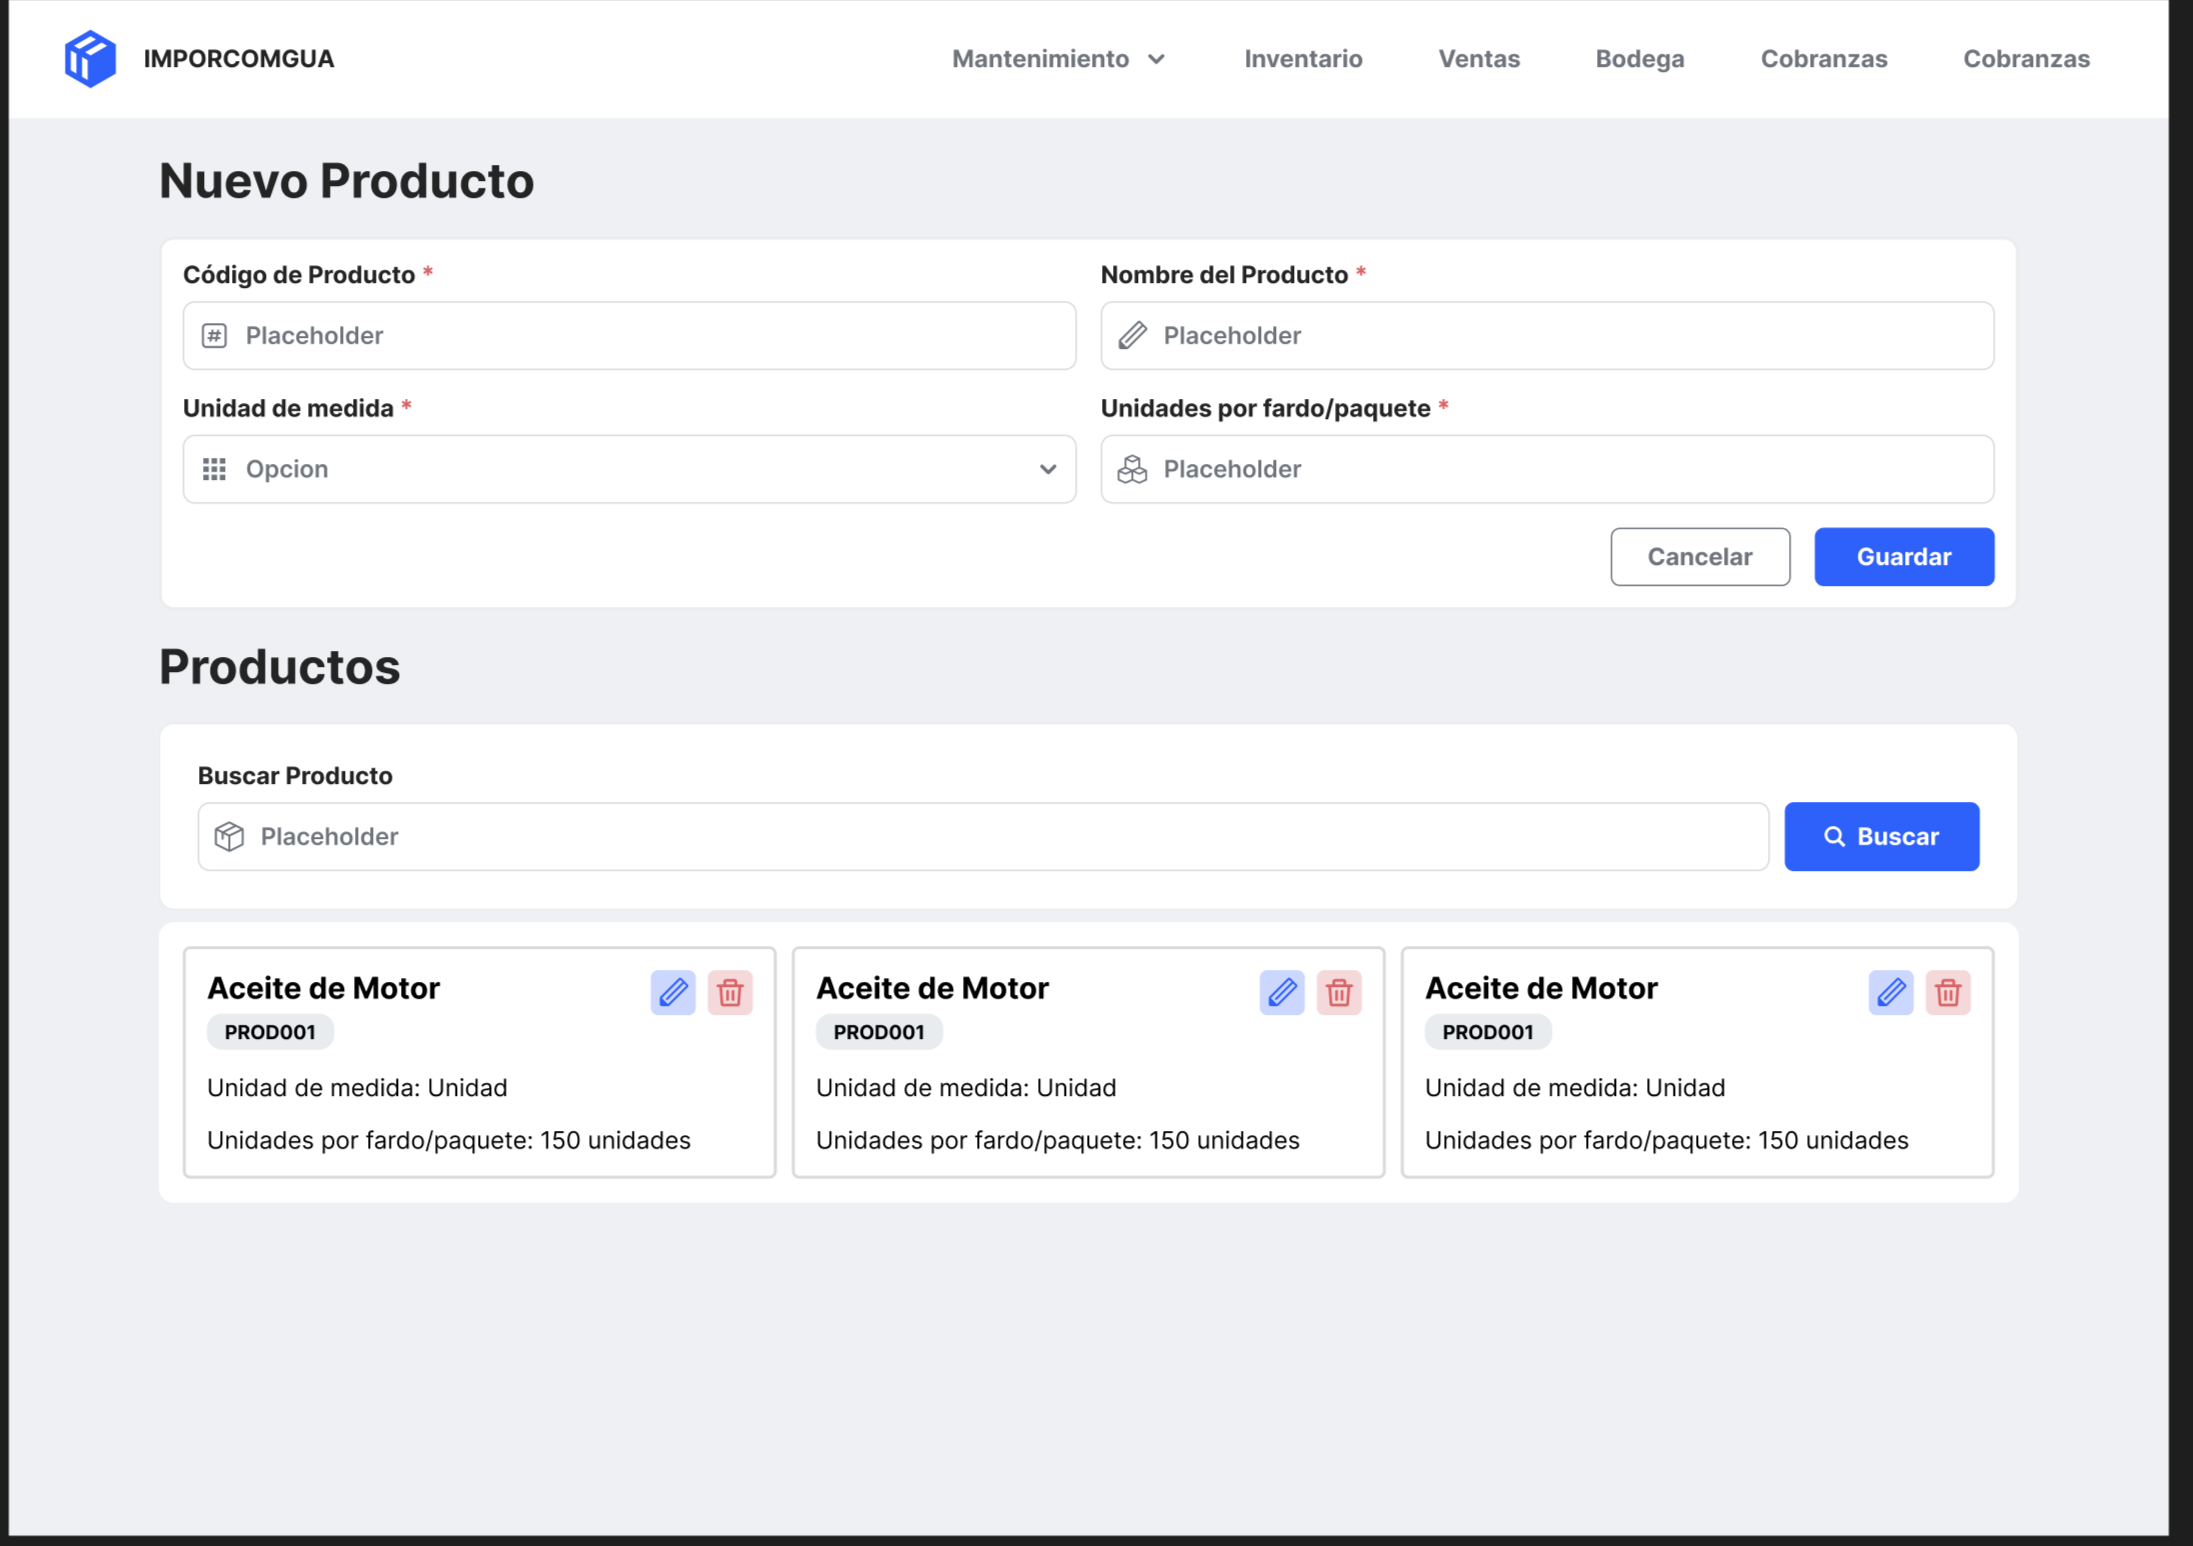 IMPORCOMGUA
Mantenimiento Inventario Ventas Bodega Cobranzas Cobranzas
Nuevo Producto
Código de Producto * Nombre del Producto *
# Placeholder Placeholder
Unidad de medida * Unidades por fardo/paquete *
Opcion Placeholder
Cancelar Guardar
Productos
Buscar Producto
Placeholder Buscar
Aceite de Motor
PROD001
Unidad de medida: Unidad
Unidades por fardo/paquete: 150 unidades
Aceite de Motor
PROD001
Unidad de medida: Unidad
Unidades por fardo/paquete: 150 unidades
Aceite de Motor
PROD001
Unidad de medida: Unidad
Unidades por fardo/paquete: 150 unidades